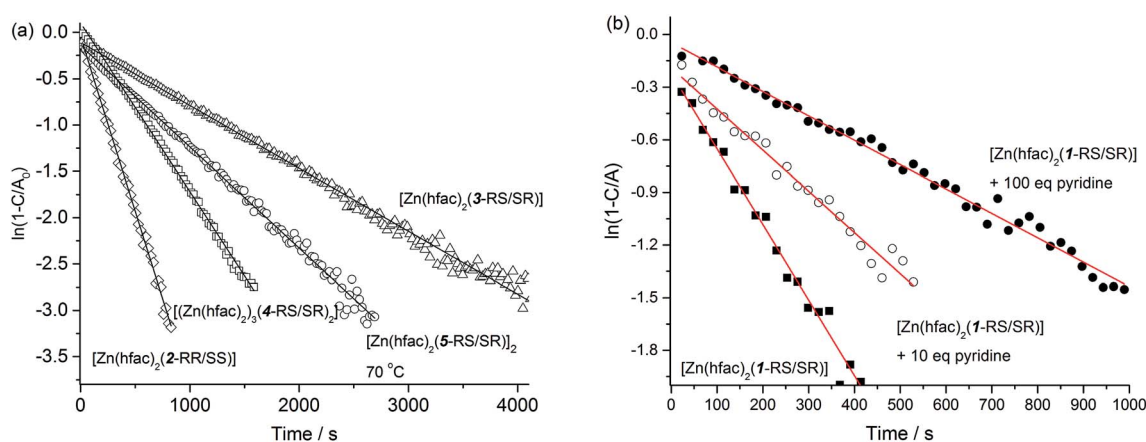 (a)
0.0
-0.5
-1.0
-1.5
-2.0
-2.5
-3.0
-3.5
ln(1-C/A₀)
[Zn(hfac)₂(3-RS/SR)]
[(Zn(hfac)₂)₃(4-RS/SR)₂]
[Zn(hfac)₂(5-RS/SR)]₂
[Zn(hfac)₂(2-RR/SS)]
70 °C
0 1000 2000 3000 4000
Time / s
(b)
0.0
-0.3
-0.6
-0.9
-1.2
-1.5
-1.8
ln(1-C/A)
[Zn(hfac)₂(1-RS/SR)]
+ 100 eq pyridine
[Zn(hfac)₂(1-RS/SR)]
+ 10 eq pyridine
[Zn(hfac)₂(1-RS/SR)]
0 100 200 300 400 500 600 700 800 900 1000
Time / s